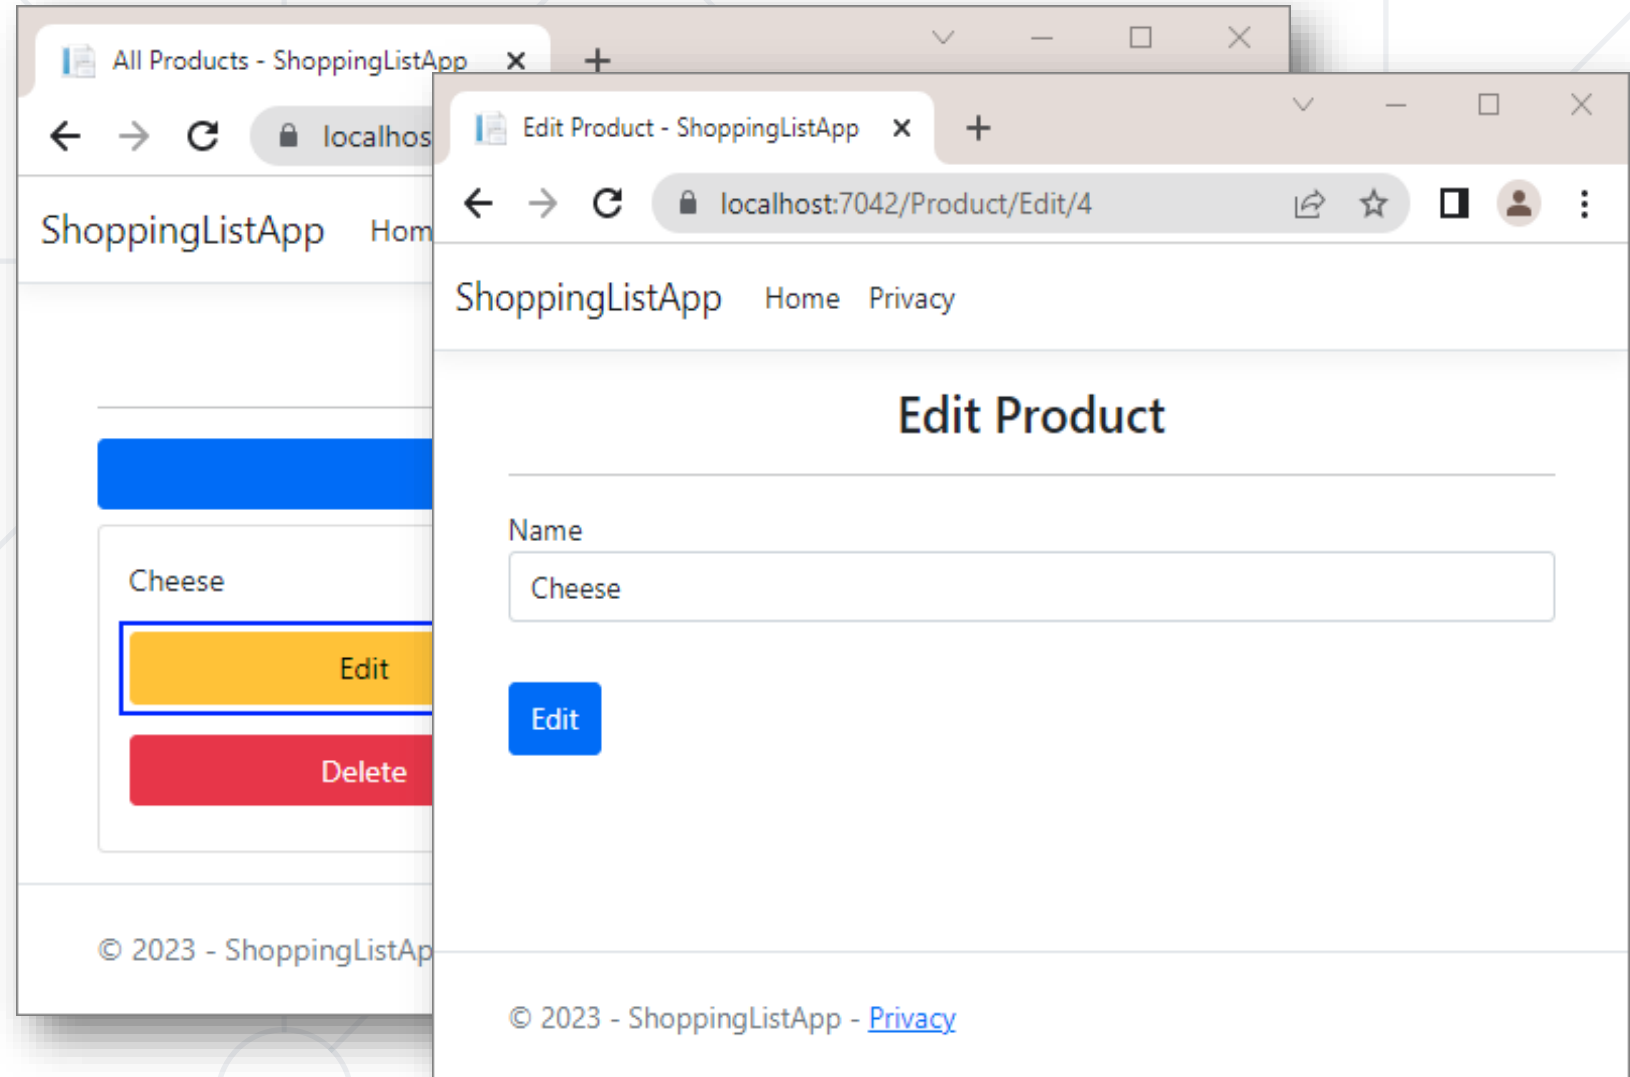 All Products - ShoppingListApp
localhos
ShoppingListApp Hom
Cheese
Edit
Delete
© 2023 - ShoppingListAp
Edit Product - ShoppingListApp
localhost:7042/Product/Edit/4
ShoppingListApp Home Privacy
Edit Product
Name
Cheese
Edit
© 2023 - ShoppingListApp - Privacy